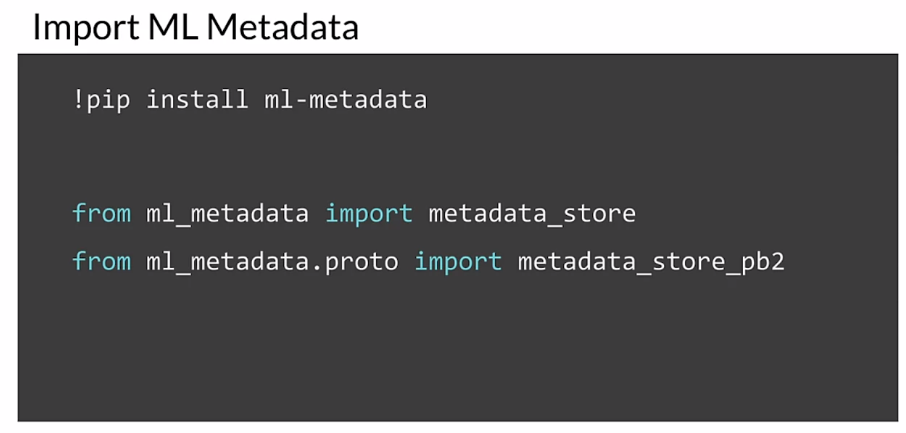 Import ML Metadata
!pip install ml-metadata
from ml_metadata import metadata_store
from ml_metadata.proto import metadata_store_pb2